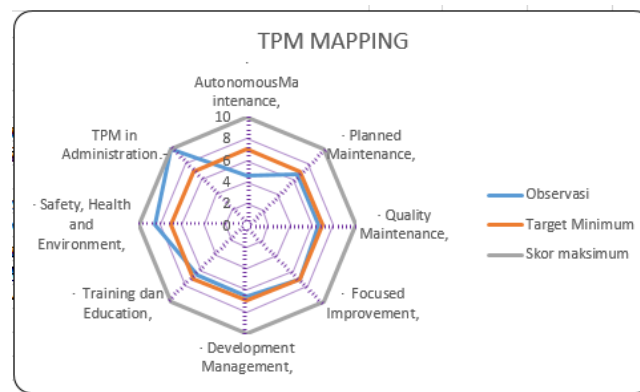 TPM MAPPING
· AutonomousMa
intenance,
· Planned
Maintenance,
· Quality
Maintenance,
· Focused
Improvement,
· Development
Management,
· Training dan
Education,
· Safety, Health
and
Environment,
TPM in
Administration.
10
8
6
4
2
0
Observasi
Target Minimum
Skor maksimum